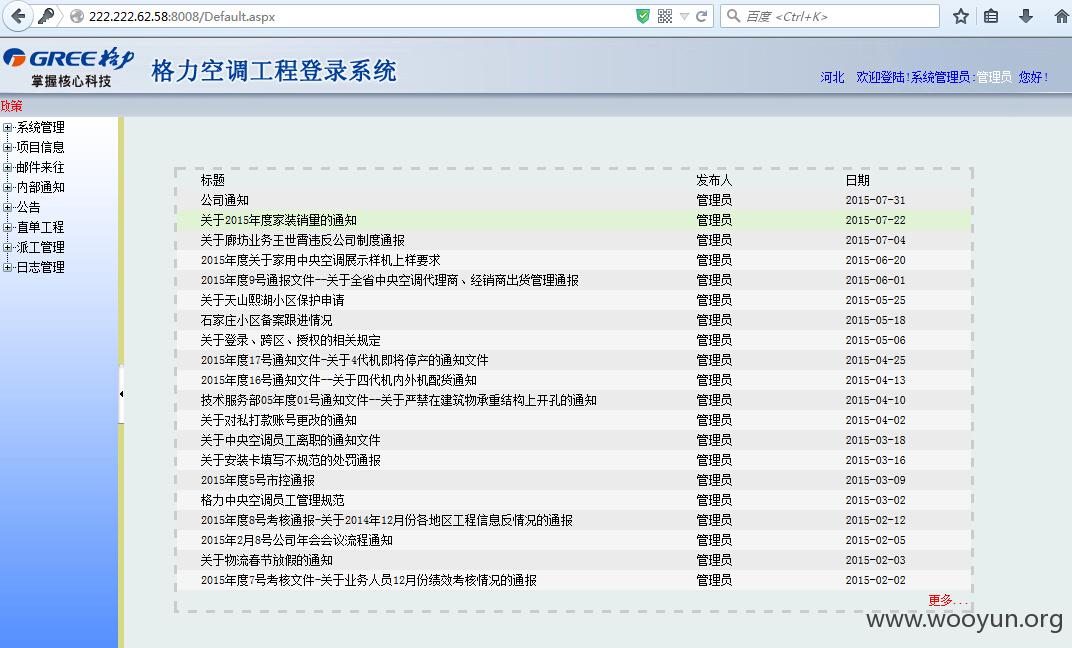 222.222.62.58:8008/Default.aspx
百度 <Ctrl+K>
GREE格力
掌握核心科技
格力空调工程登录系统
河北 欢迎登陆!系统管理员:管理员 您好!
政策
系统管理
项目信息
邮件来往
内部通知
公告
直单工程
派工管理
日志管理
标题 发布人 日期
公司通知 管理员 2015-07-31
关于2015年度家装销量的通知 管理员 2015-07-22
关于廊坊业务王世霄违反公司制度通报 管理员 2015-07-04
2015年度关于家用中央空调展示样机上样要求 管理员 2015-06-20
2015年度9号通报文件--关于全省中央空调代理商、经销商出货管理通报 管理员 2015-06-01
关于天山熙湖小区保护申请 管理员 2015-05-25
石家庄小区备案跟进情况 管理员 2015-05-18
关于登录、跨区、授权的相关规定 管理员 2015-05-06
2015年度17号通知文件-关于4代机即将停产的通知文件 管理员 2015-04-25
2015年度16号通知文件--关于四代机内外机配货通知 管理员 2015-04-13
技术服务部05年度01号通知文件--关于严禁在建筑物承重结构上开孔的通知 管理员 2015-04-10
关于对私打款账号更改的通知 管理员 2015-04-02
关于中央空调员工离职的通知文件 管理员 2015-03-18
关于安装卡填写不规范的处罚通报 管理员 2015-03-16
2015年度5号市控通报 管理员 2015-03-09
格力中央空调员工管理规范 管理员 2015-03-02
2015年度8号考核通报-关于2014年12月份各地区工程信息反情况的通报 管理员 2015-02-12
2015年2月8号公司年会会议流程通知 管理员 2015-02-05
关于物流春节放假的通知 管理员 2015-02-03
2015年度7号考核文件-关于业务人员12月份绩效考核情况的通报 管理员 2015-02-02
更多...
www.wooyun.org